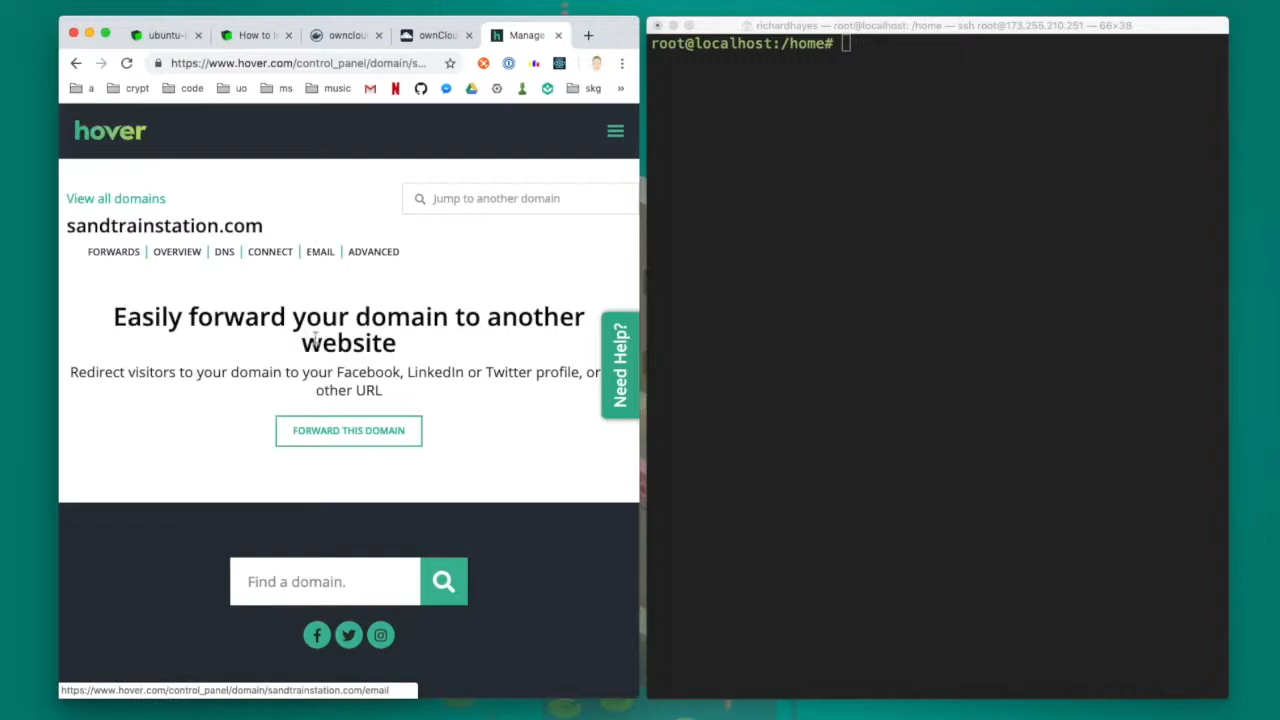 ubuntu-
How to I
ownclou
ownClou
Manage
https://www.hover.com/control_panel/domain/s...
a
crypt
code
uo
ms
music
skg
»
hover
View all domains
Jump to another domain
sandtrainstation.com
FORWARDS
OVERVIEW
DNS
CONNECT
EMAIL
ADVANCED
Easily forward your domain to another
website
Redirect visitors to your domain to your Facebook, LinkedIn or Twitter profile, or
other URL
FORWARD THIS DOMAIN
Need Help?
Find a domain.
https://www.hover.com/control_panel/domain/sandtrainstation.com/email
richardhayes — root@localhost: /home — ssh root@173.255.210.251 — 66×38
root@localhost:/home#